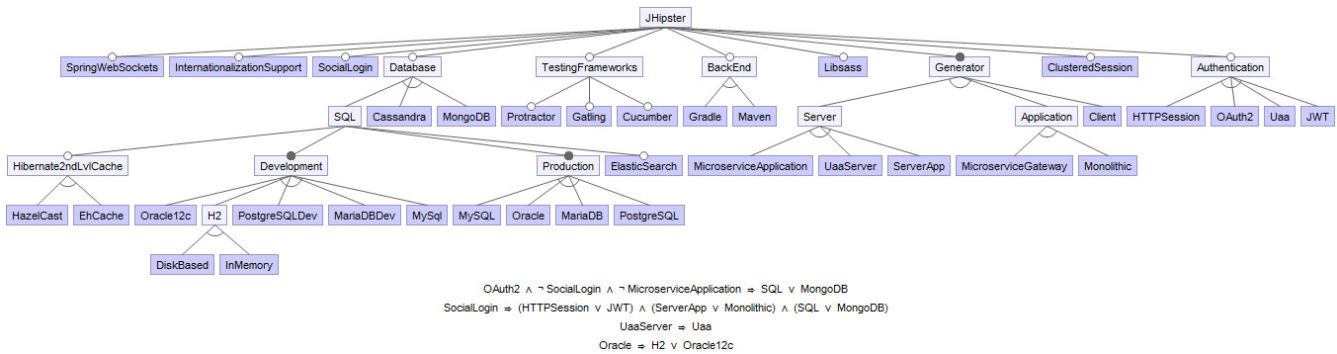 JHipster
SpringWebSockets InternationalizationSupport SocialLogin Database TestingFrameworks BackEnd Libsass Generator ClusteredSession Authentication
SQL Cassandra MongoDB Protractor Gatling Cucumber Gradle Maven Server Application Client HTTPSession OAuth2 Uaa JWT
Hibernate2ndLvlCache Development Production ElasticSearch MicroserviceApplication UaaServer ServerApp MicroserviceGateway Monolithic
HazelCast EhCache Oracle12c H2 PostgreSQLDev MariaDBDev MySql MySQL Oracle MariaDB PostgreSQL
DiskBased InMemory
OAuth2 ∧ ¬ SocialLogin ∧ ¬ MicroserviceApplication ⇒ SQL ∨ MongoDB
SocialLogin ⇒ (HTTPSession ∨ JWT) ∧ (ServerApp ∨ Monolithic) ∧ (SQL ∨ MongoDB)
UaaServer ⇒ Uaa
Oracle ⇒ H2 ∨ Oracle12c